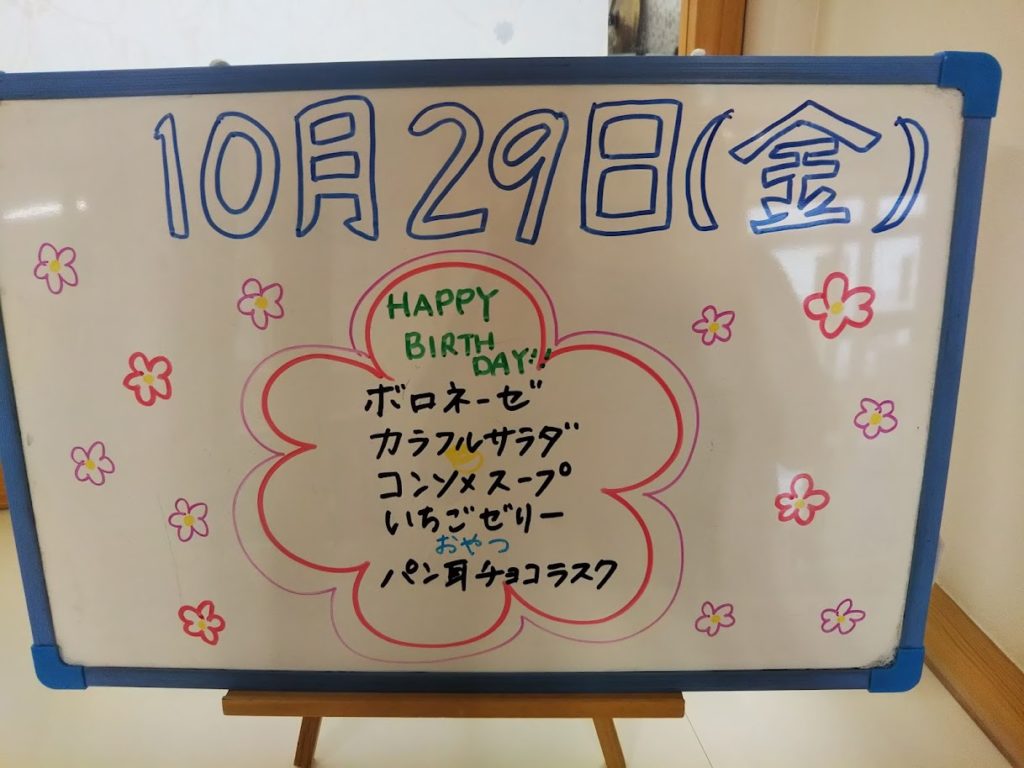 10月29日(金)
HAPPY
BIRTH
DAY!!
ボロネーゼ
カラフルサラダ
コンソメスープ
いちごゼリー
おやつ
パン耳チョコラスク